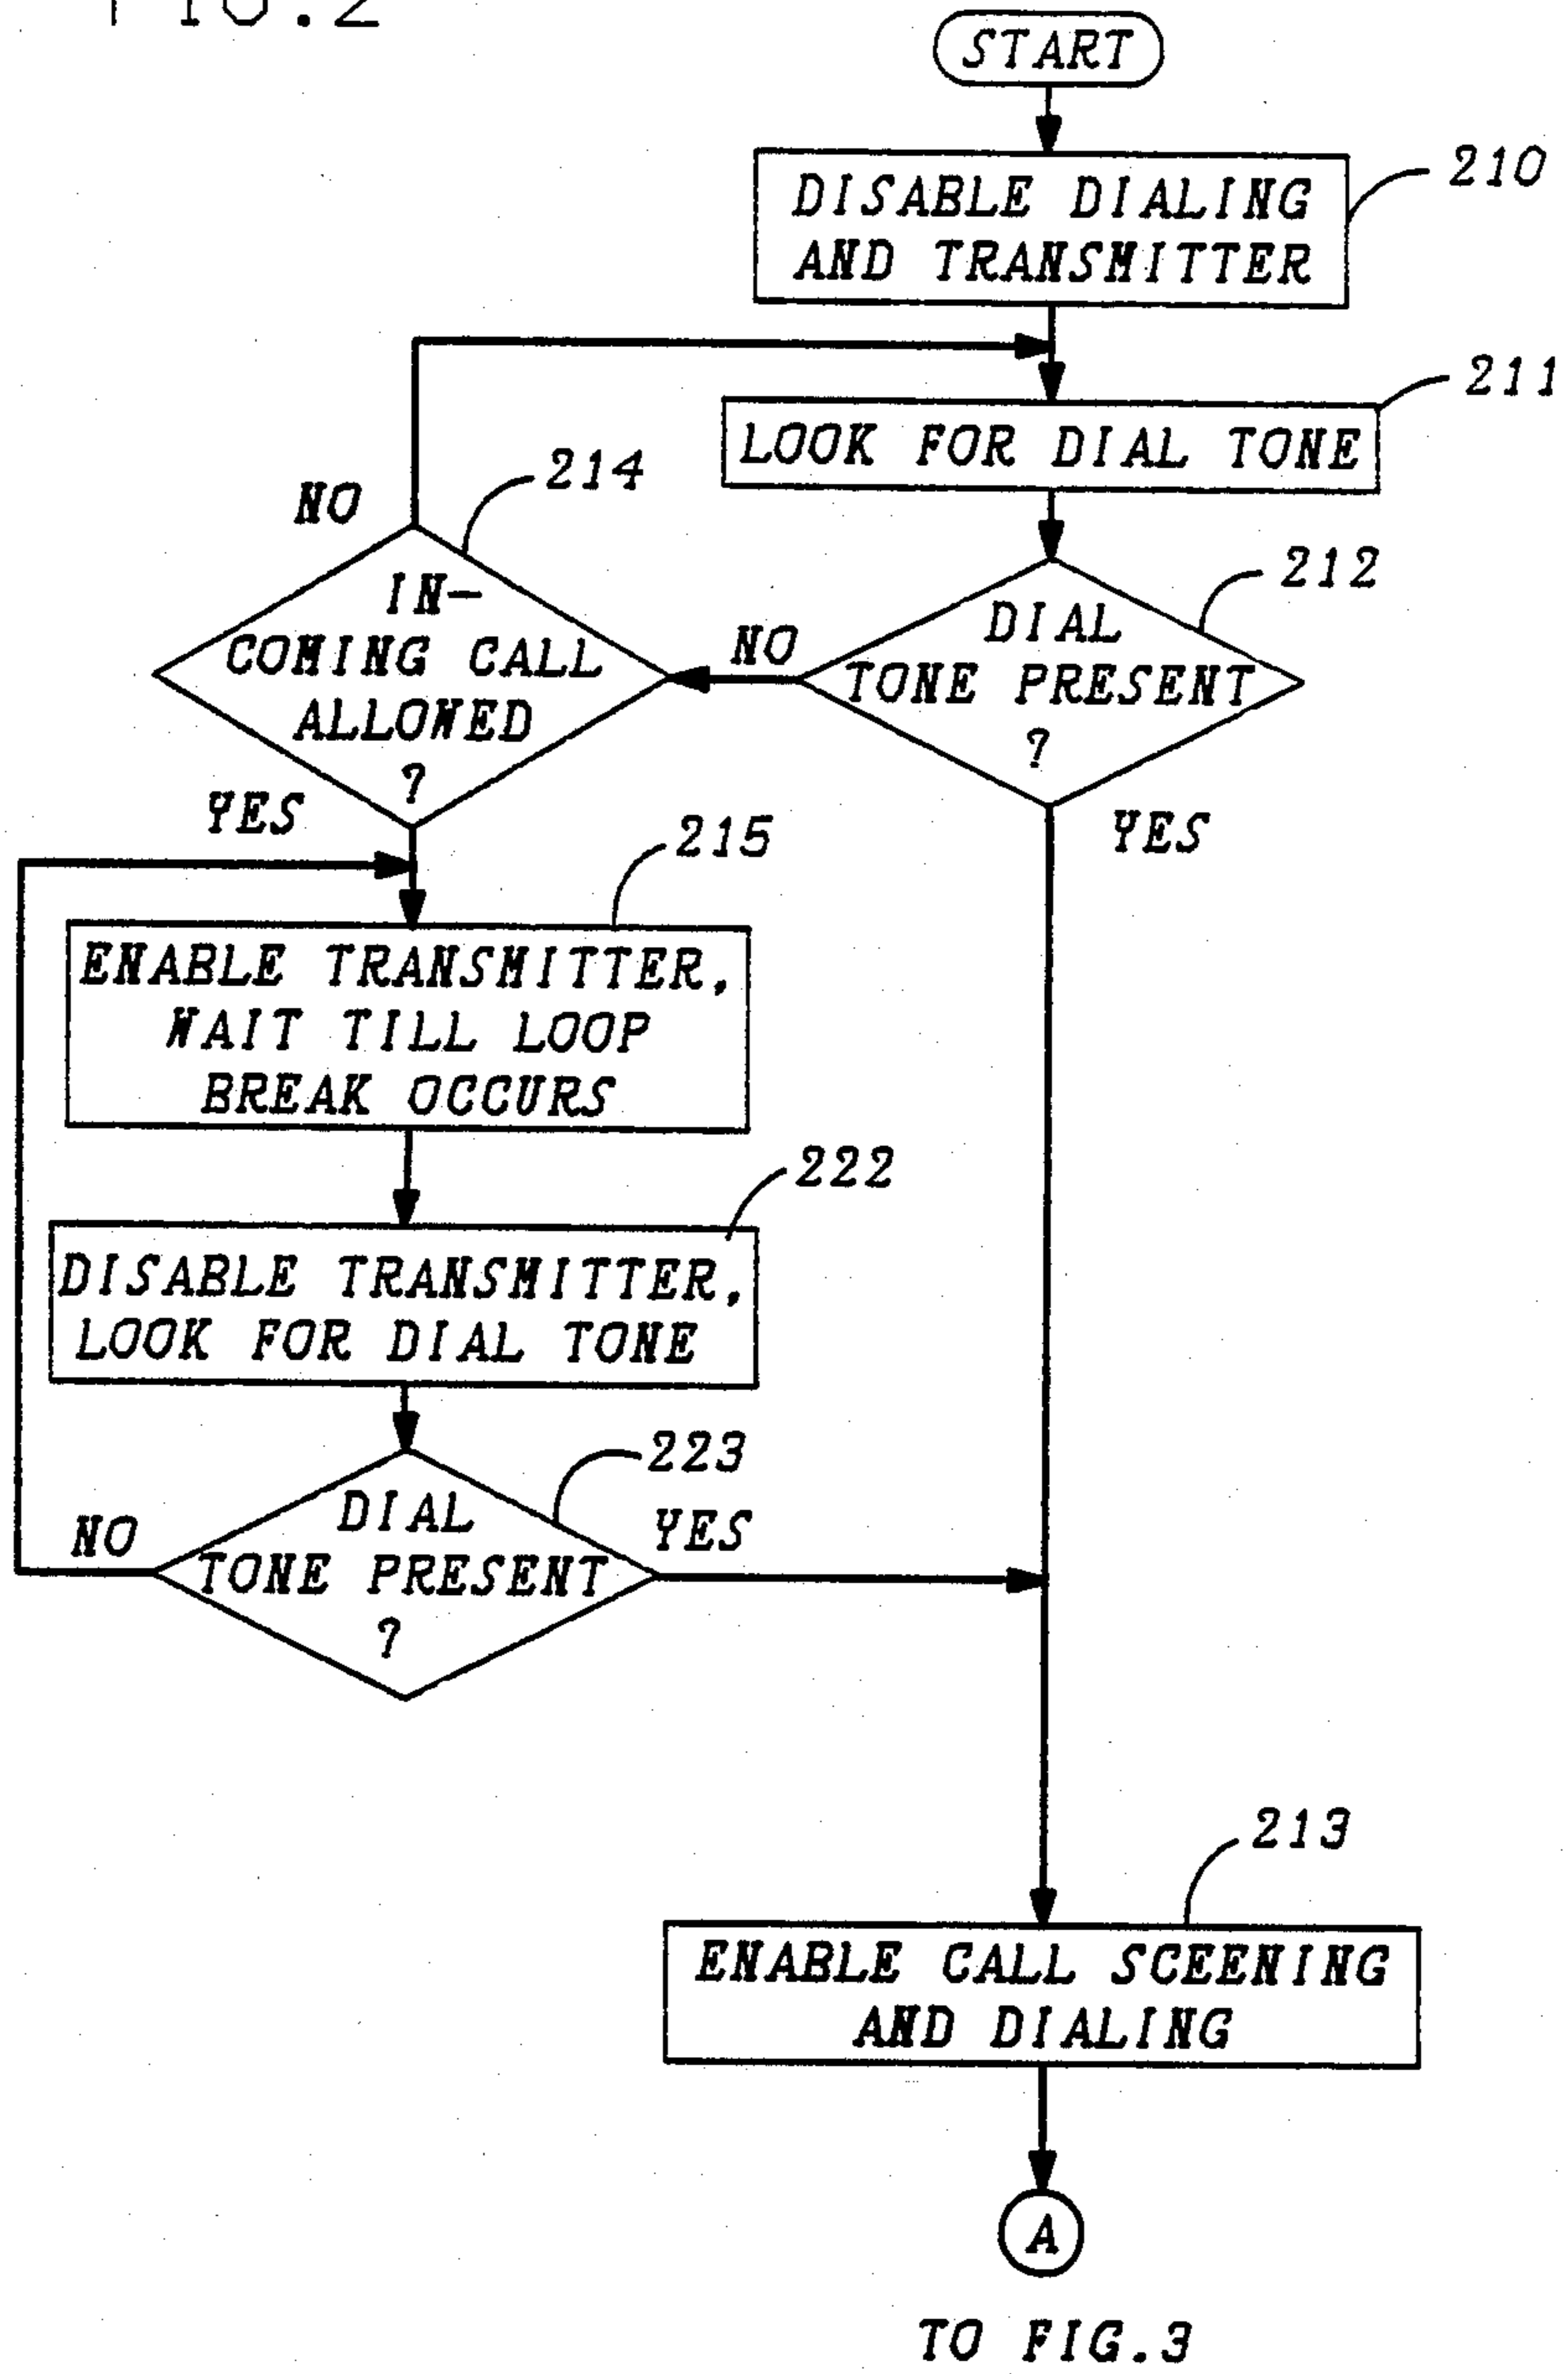 FIG.2
START
DISABLE DIALING
AND TRANSMITTER
210
LOOK FOR DIAL TONE
211
DIAL
TONE PRESENT
?
212
NO
YES
IN-
COMING CALL
ALLOWED
?
214
NO
YES
ENABLE TRANSMITTER,
WAIT TILL LOOP
BREAK OCCURS
215
DISABLE TRANSMITTER,
LOOK FOR DIAL TONE
222
DIAL
TONE PRESENT
?
223
NO
YES
ENABLE CALL SCEENING
AND DIALING
213
A
TO FIG.3